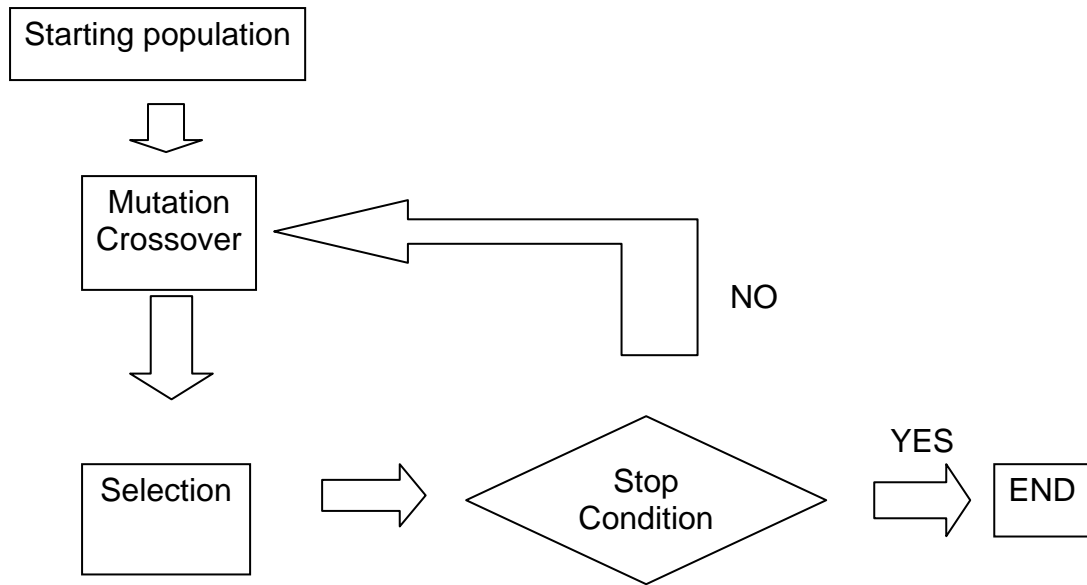 Starting population
Mutation
Crossover
NO
Selection
Stop
Condition
YES
END